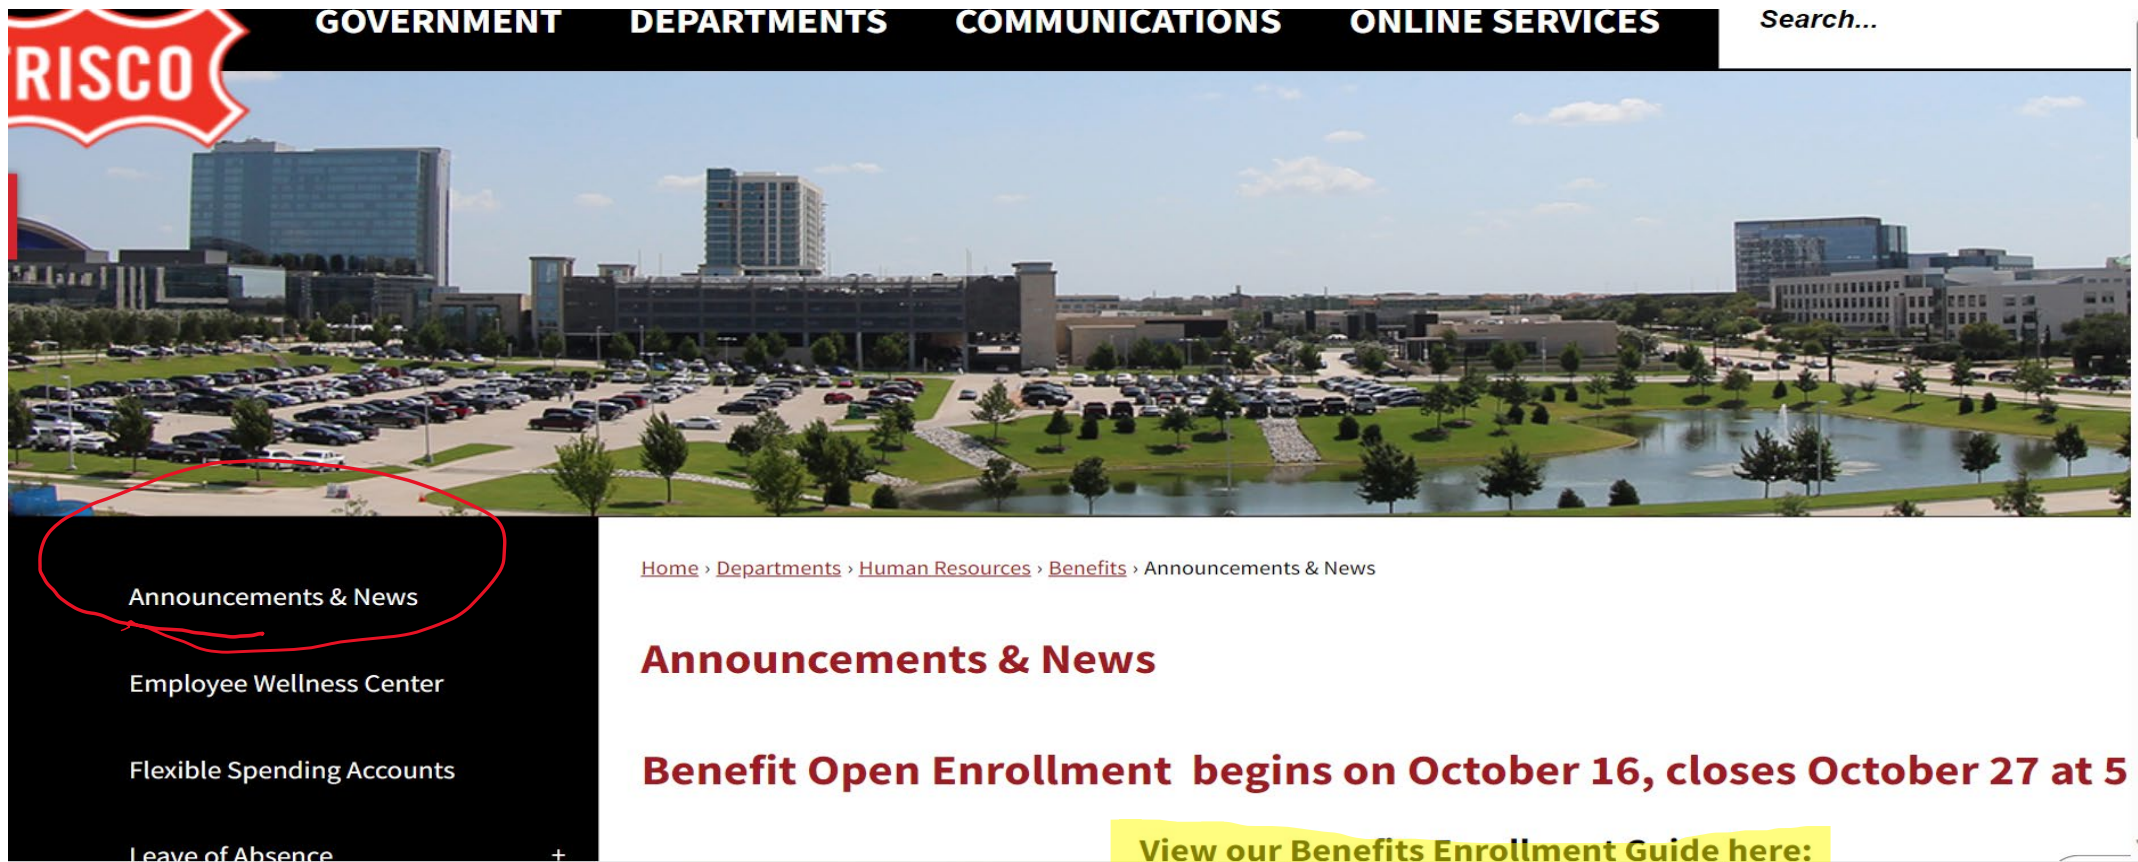 GOVERNMENT DEPARTMENTS COMMUNICATIONS ONLINE SERVICES Search...
RISCO
Home › Departments › Human Resources › Benefits › Announcements & News
Announcements & News
Employee Wellness Center
Flexible Spending Accounts
Leave of Absence +
Announcements & News
Benefit Open Enrollment begins on October 16, closes October 27 at 5
View our Benefits Enrollment Guide here: